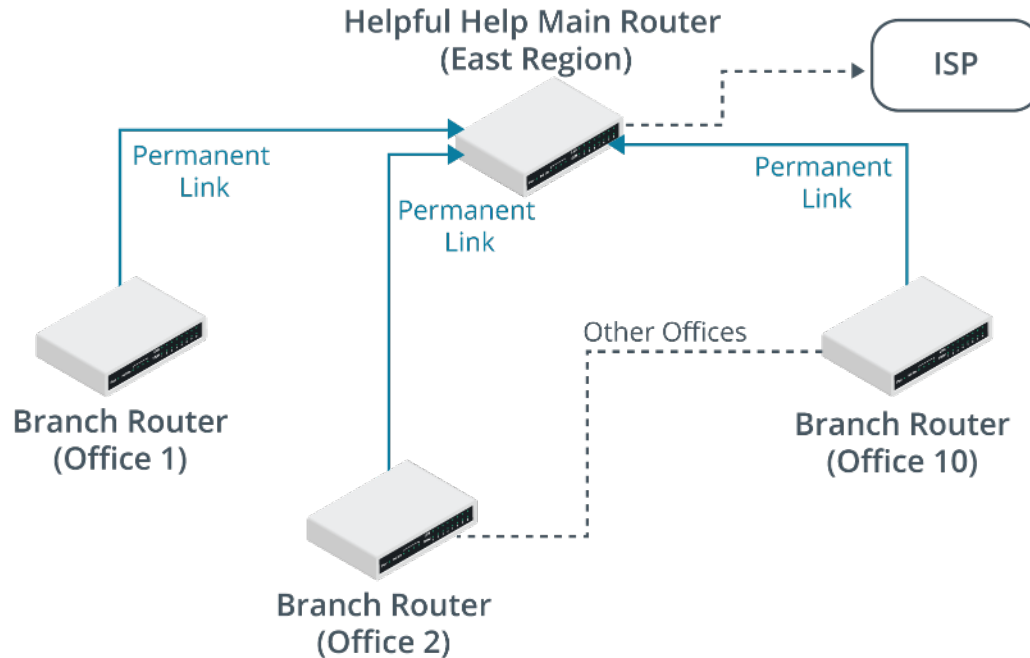 Helpful Help Main Router
(East Region)
ISP
Permanent
Link
Permanent
Link
Permanent
Link
Other Offices
Branch Router
(Office 1)
Branch Router
(Office 10)
Branch Router
(Office 2)